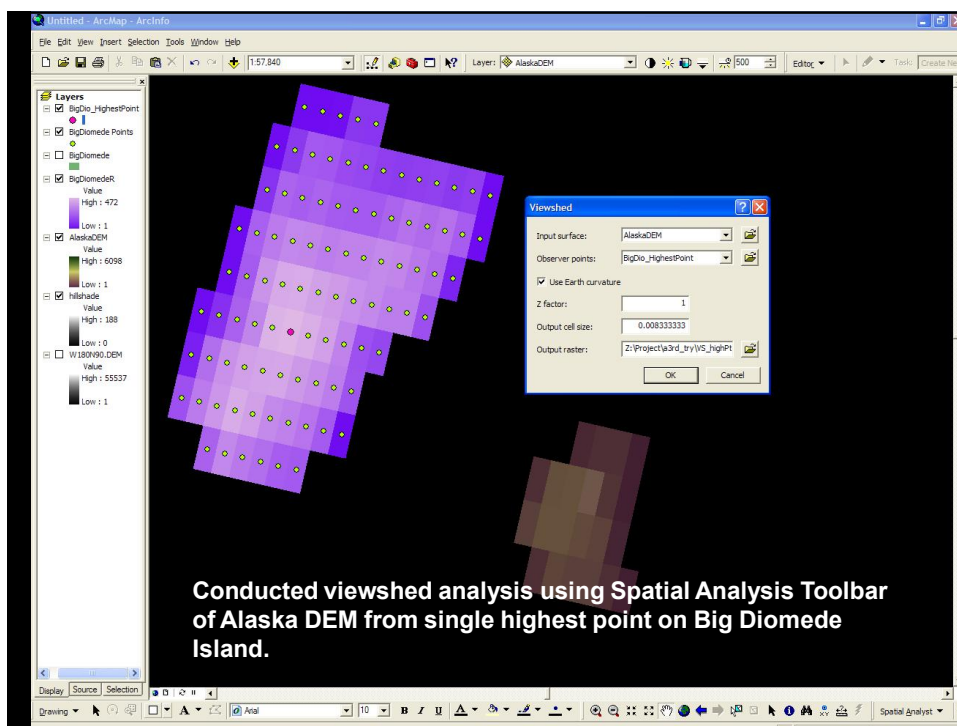 Untitled - ArcMap - ArcInfo
File Edit View Insert Selection Tools Window Help
1:57,840 Layer: AlaskaDEM 500 Editor Task: Create Ne
Layers
BigDio_HighestPoint
BigDiomede Points
BigDiomede
BigDiomedeR
Value
High : 472
Low : 1
AlaskaDEM
Value
High : 6098
Low : 1
hillshade
Value
High : 188
Low : 0
W180N90.DEM
Value
High : 55537
Low : 1
Viewshed
Input surface: AlaskaDEM
Observer points: BigDio_HighestPoint
Use Earth curvature
Z factor: 1
Output cell size: 0.008333333
Output raster: Z:\Project\a3rd_try\VS_highPt
OK Cancel
Conducted viewshed analysis using Spatial Analysis Toolbar
of Alaska DEM from single highest point on Big Diomede
Island.
Display Source Selection
Drawing A Arial 10 B I U A Spatial Analyst